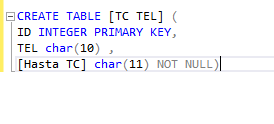 CREATE TABLE [TC TEL] (
ID INTEGER PRIMARY KEY,
TEL char(10) ,
[Hasta TC] char(11) NOT NULL)